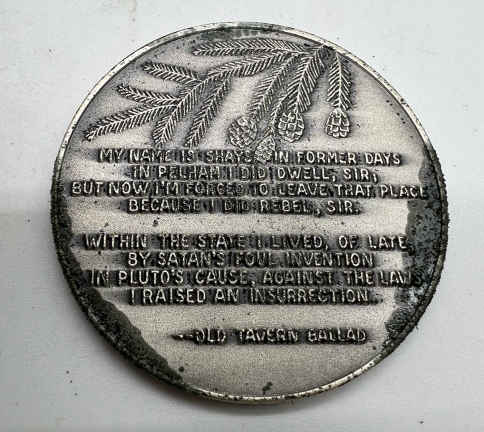 MY NAME IS SHAYS, IN FORMER DAYS
IN PELHAM I DID DWELL, SIR;
BUT NOW I'M FORCED TO LEAVE THAT PLACE
BECAUSE I DID REBEL, SIR.
WITHIN THE STATE I LIVED, OF LATE,
BY SATAN'S FOUL INVENTION
IN PLUTO'S CAUSE, AGAINST THE LAWS
I RAISED AN INSURRECTION.
—OLD TAVERN BALLAD